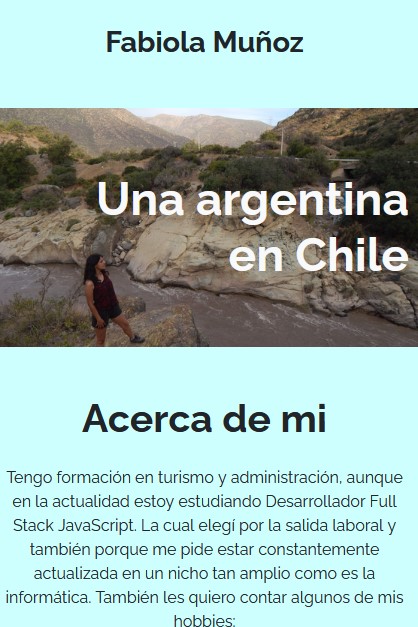 Fabiola Muñoz
Una argentina
en Chile
Acerca de mi
Tengo formación en turismo y administración, aunque
en la actualidad estoy estudiando Desarrollador Full
Stack JavaScript. La cual elegí por la salida laboral y
también porque me pide estar constantemente
actualizada en un nicho tan amplio como es la
informática. También les quiero contar algunos de mis
hobbies: